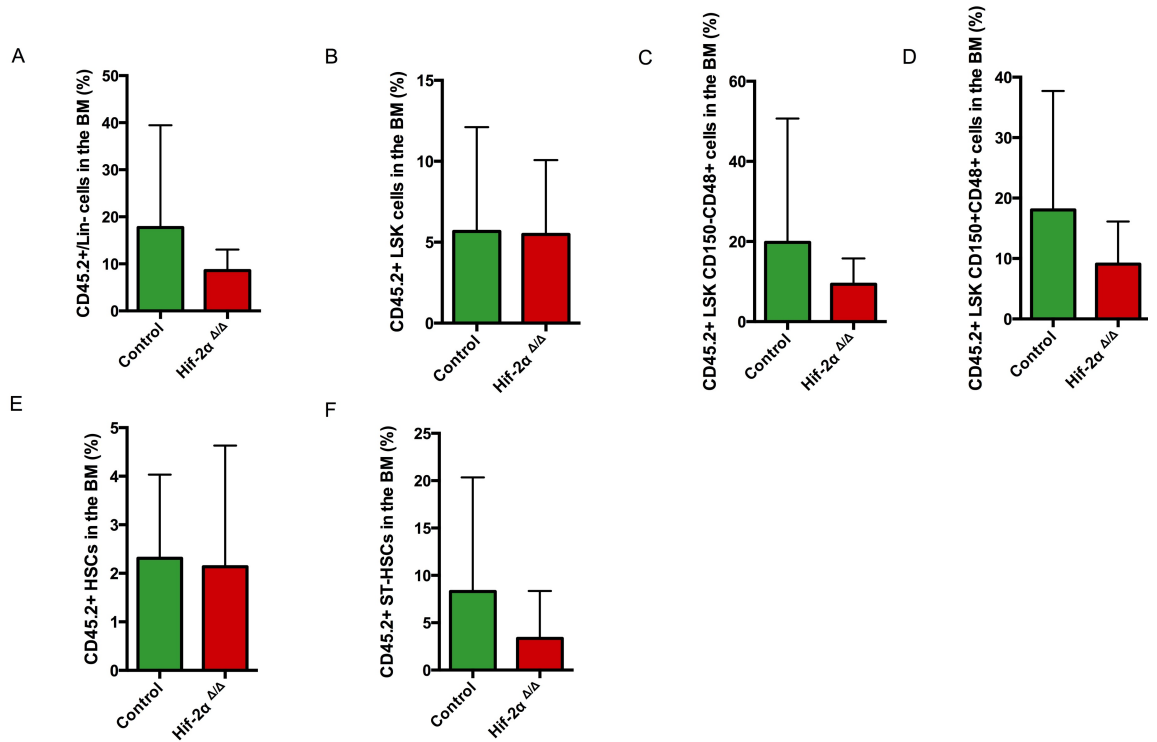 A
CD45.2+/Lin- cells in the BM (%)
50
40
30
20
10
0
Control
Hif-2α Δ/Δ
B
CD45.2+ LSK cells in the BM (%)
15
10
5
0
Control
Hif-2α Δ/Δ
C
CD45.2+ LSK CD150-CD48+ cells in the BM (%)
60
40
20
0
Control
Hif-2α Δ/Δ
D
CD45.2+ LSK CD150+CD48+ cells in the BM (%)
40
30
20
10
0
Control
Hif-2α Δ/Δ
E
CD45.2+ HSCs in the BM (%)
5
4
3
2
1
0
Control
Hif-2α Δ/Δ
F
CD45.2+ ST-HSCs in the BM (%)
25
20
15
10
5
0
Control
Hif-2α Δ/Δ